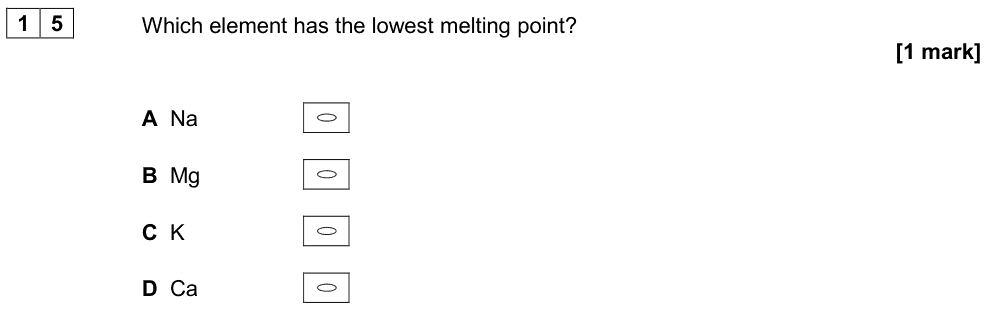 1 5 Which element has the lowest melting point?
[1 mark]
A Na
B Mg
C K
D Ca